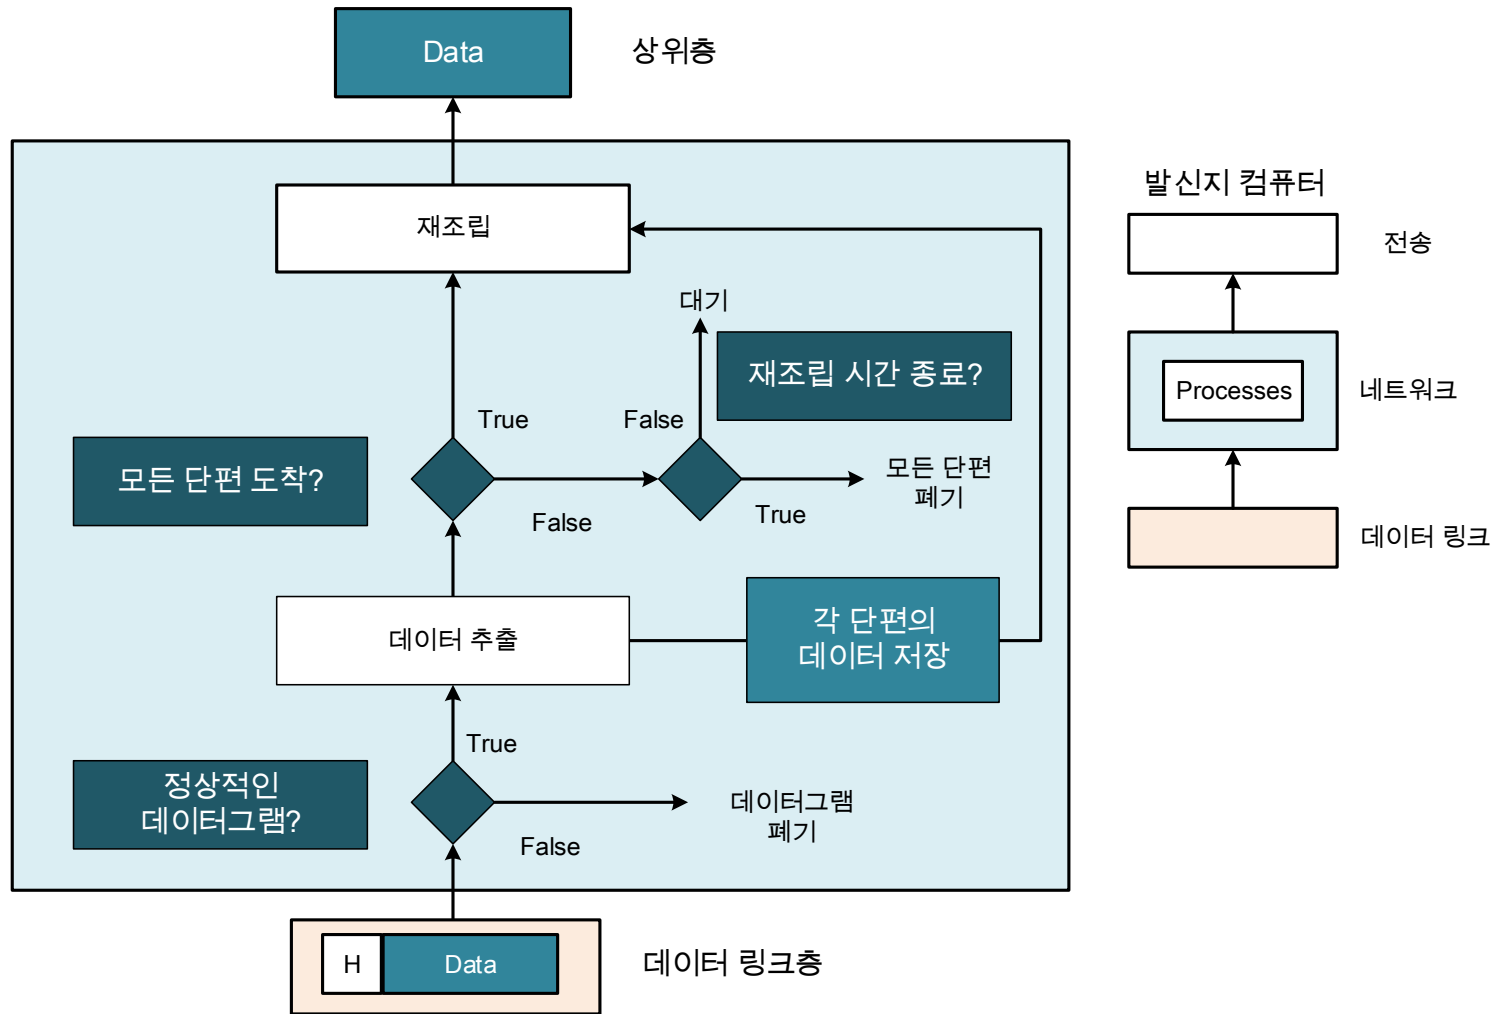 Data
상위층
재조립
대기
재조립 시간 종료?
True
False
모든 단편 도착?
False
True
모든 단편
폐기
데이터 추출
각 단편의
데이터 저장
True
정상적인
데이터그램?
False
데이터그램
폐기
H
Data
데이터 링크층
발신지 컴퓨터
전송
Processes
네트워크
데이터 링크